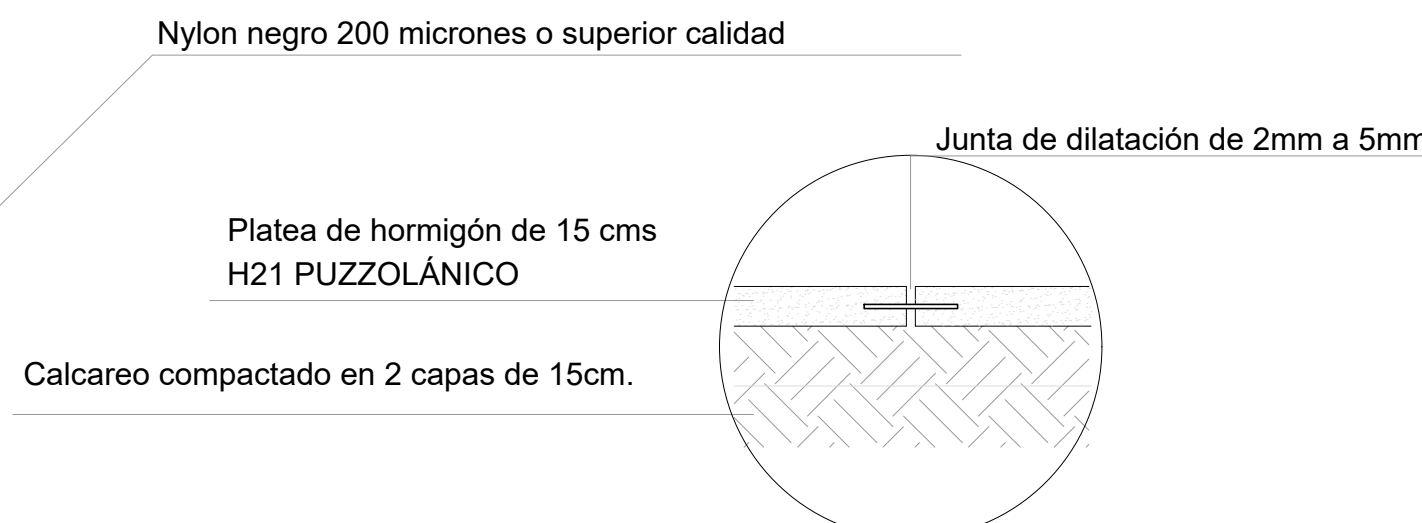 Nylon negro 200 micrones o superior calidad
Junta de dilatación de 2mm a 5mm
Platea de hormigón de 15 cms
H21 PUZZOLÁNICO
Calcareo compactado en 2 capas de 15cm.